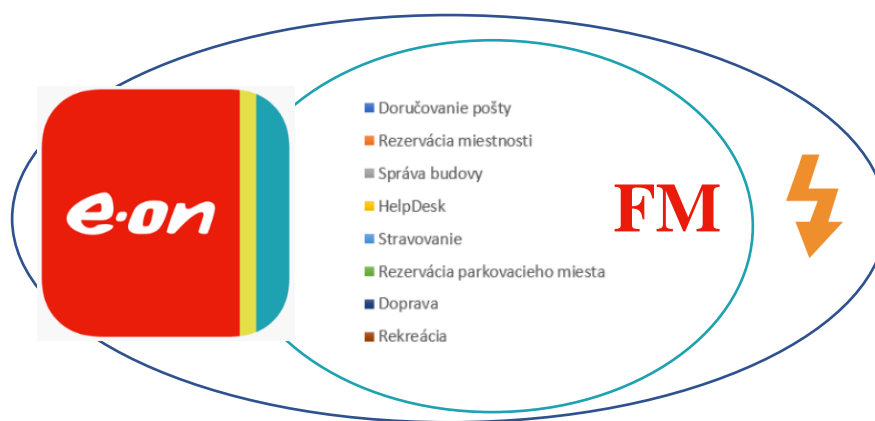 e·on
Doručovanie pošty
Rezervácia miestnosti
Správa budovy
HelpDesk
Stravovanie
Rezervácia parkovacieho miesta
Doprava
Rekreácia
FM